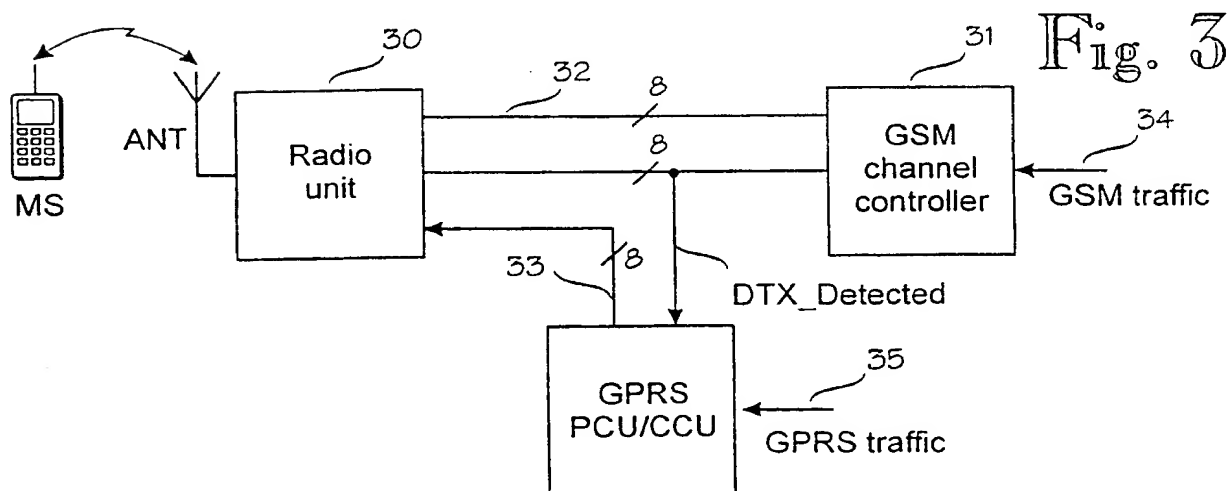 Fig. 3
30
31
32
8
34
ANT
Radio
unit
8
GSM
channel
controller
GSM traffic
MS
33
8
DTX_Detected
35
GPRS
PCU/CCU
GPRS traffic